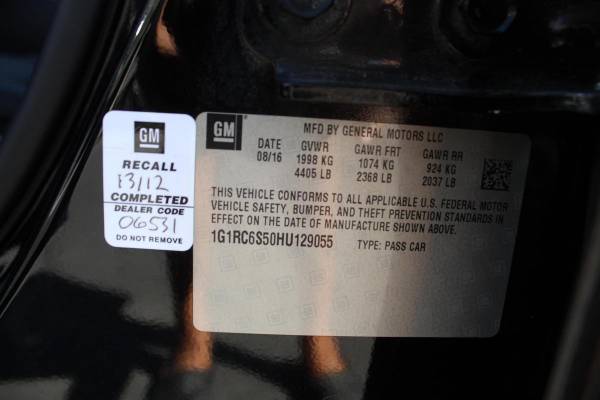 GM
RECALL
13112
COMPLETED
DEALER CODE
06531
DO NOT REMOVE
GM
MFD BY GENERAL MOTORS LLC
DATE GVWR GAWR FRT GAWR RR
08/16 1998 KG 1074 KG 924 KG
4405 LB 2368 LB 2037 LB
THIS VEHICLE CONFORMS TO ALL APPLICABLE U.S. FEDERAL MOTOR
VEHICLE SAFETY, BUMPER, AND THEFT PREVENTION STANDARDS IN
EFFECT ON THE DATE OF MANUFACTURE SHOWN ABOVE.
1G1RC6S50HU129055 TYPE: PASS CAR